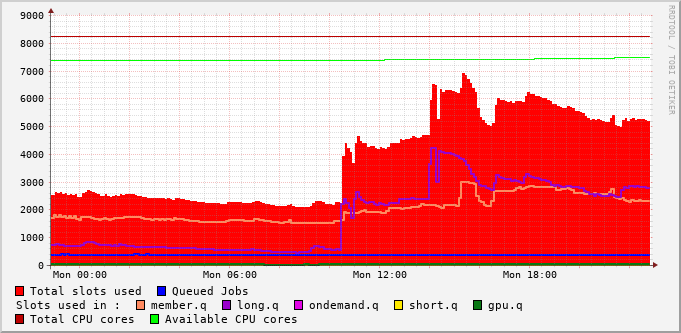 RRDTOOL / TOBI OETIKER
9000
8000
7000
6000
5000
4000
3000
2000
1000
0
Mon 00:00 Mon 06:00 Mon 12:00 Mon 18:00
Total slots used Queued Jobs
Slots used in : member.q long.q ondemand.q short.q gpu.q
Total CPU cores Available CPU cores